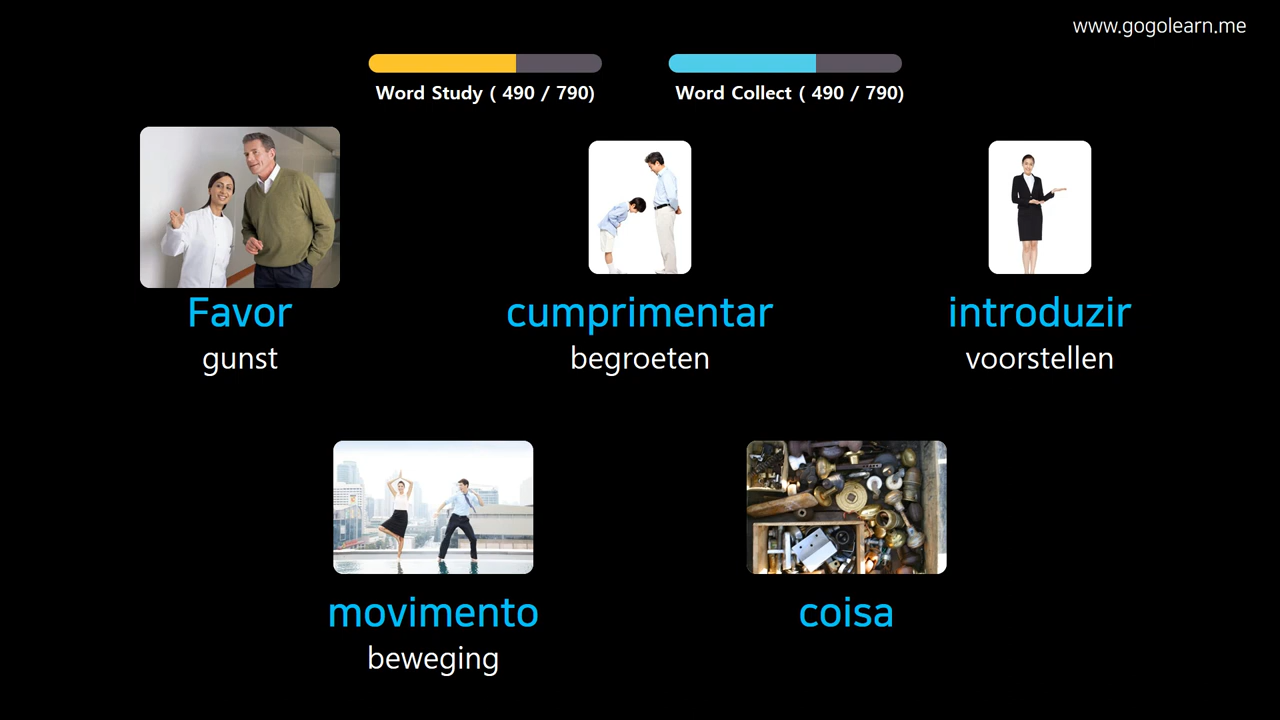 www.gogolearn.me
Word Study ( 490 / 790)
Word Collect ( 490 / 790)
Favor
gunst
cumprimentar
begroeten
introduzir
voorstellen
movimento
beweging
coisa